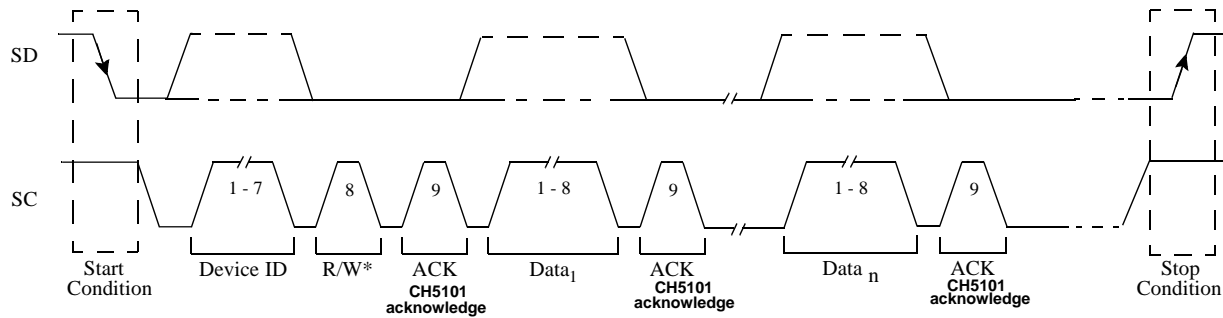 SD
SC
1 - 7
8
9
1 - 8
9
1 - 8
9
Start
Condition
Device ID
R/W*
ACK
CH5101
acknowledge
Data1
ACK
CH5101
acknowledge
Data n
ACK
CH5101
acknowledge
Stop
Condition